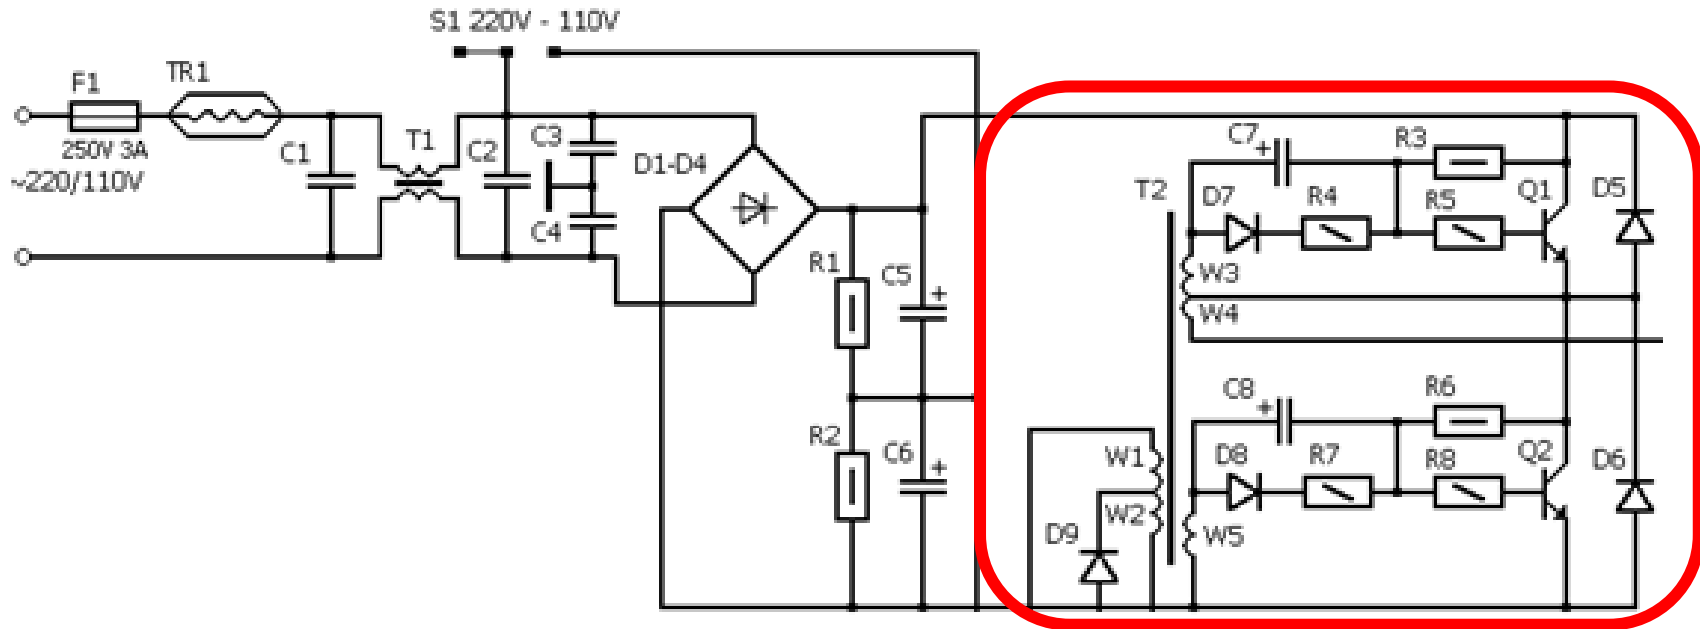 S1 220V - 110V
F1
TR1
250V 3A
~220/110V
C1
T1
C2
C3
C4
D1-D4
R1
C5
R2
C6
+
+
T2
C7
+
R3
D7
R4
R5
Q1
D5
W3
W4
C8
+
R6
D8
R7
R8
Q2
D6
W1
W2
W5
D9